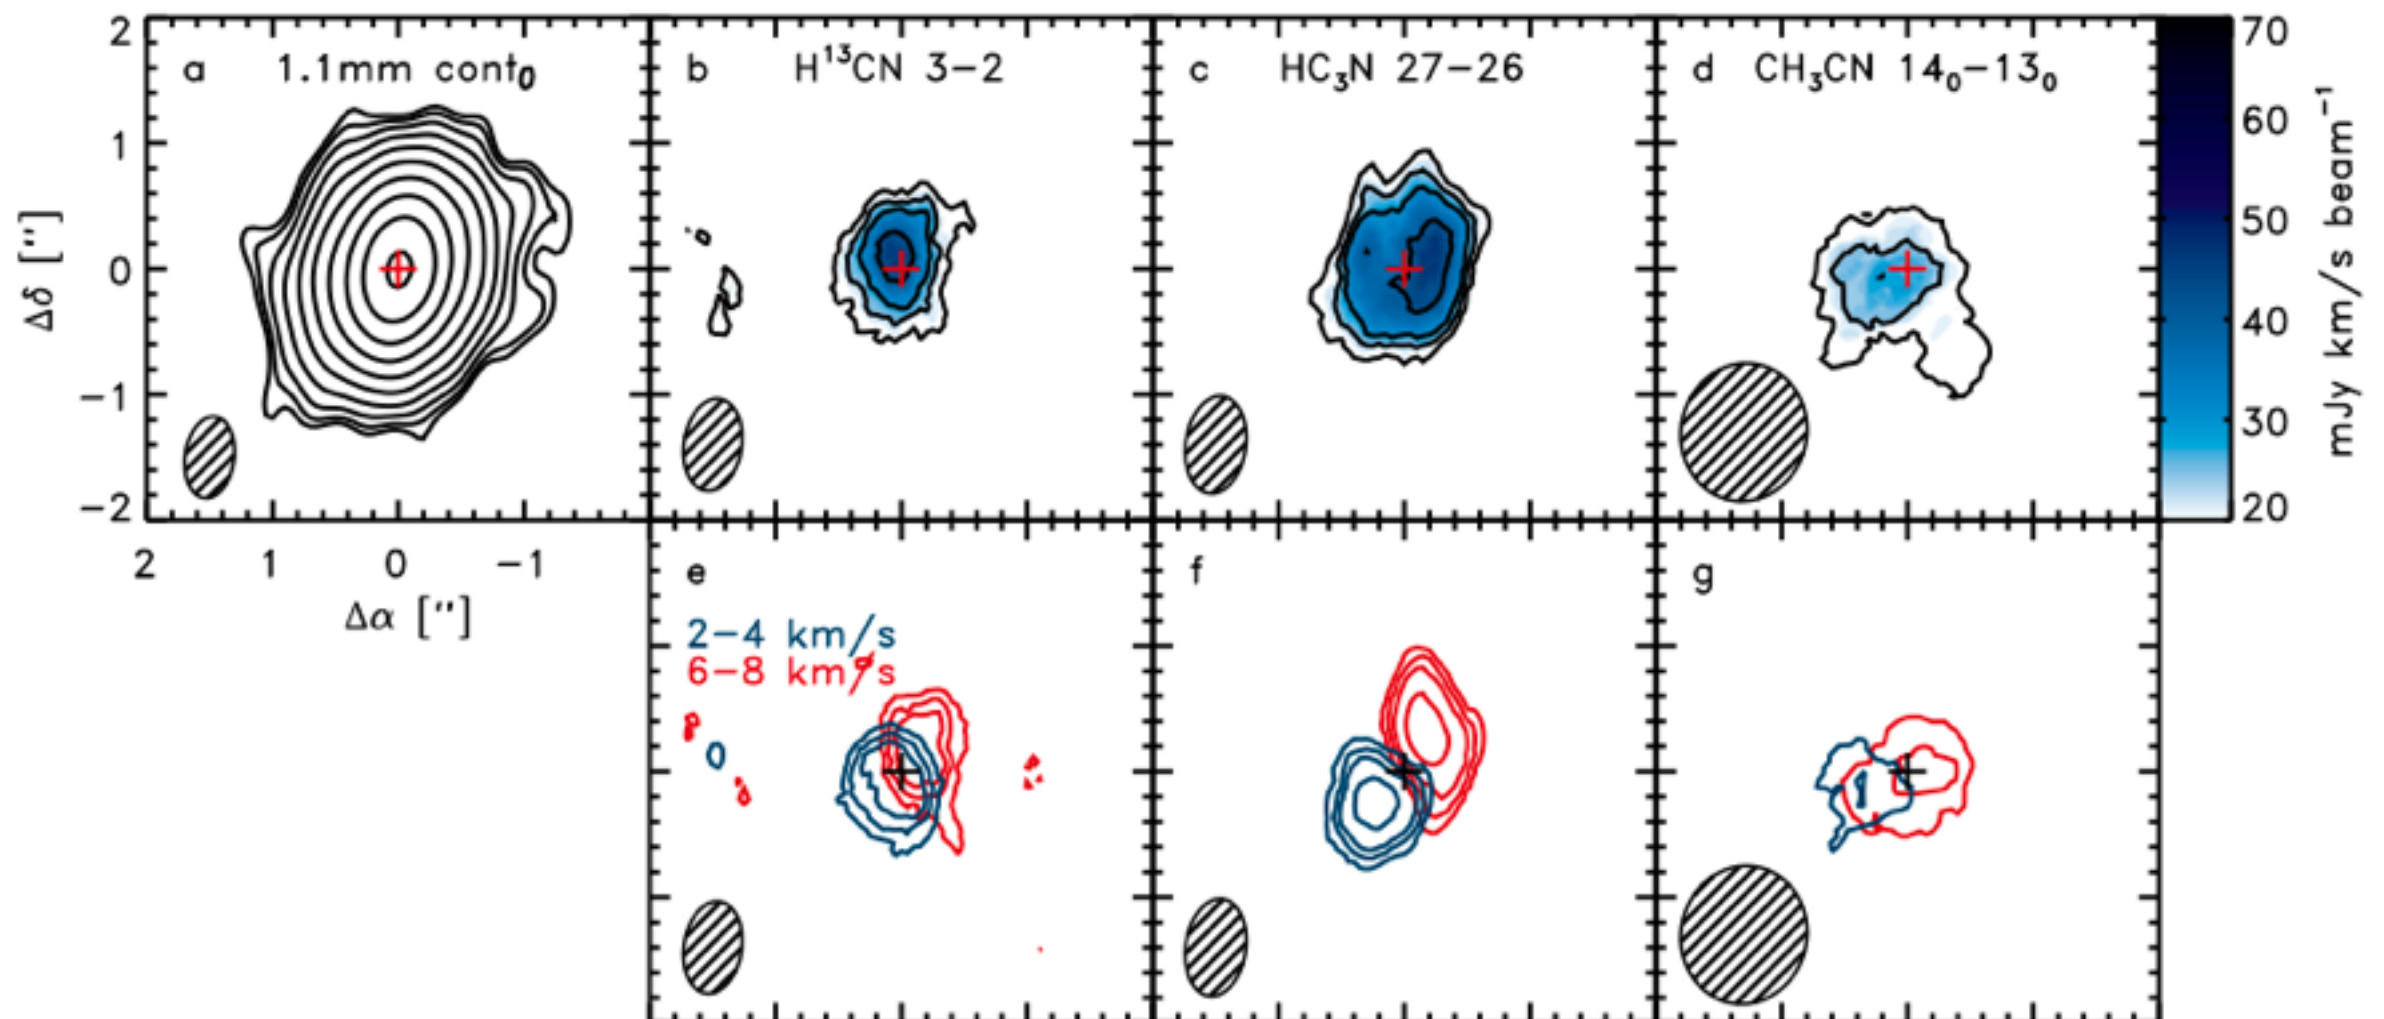 a 1.1mm cont
b H¹³CN 3−2
c HC₃N 27−26
d CH₃CN 14₀−13₀
2
1
0
−1
−2
Δδ ["]
2 1 0 −1
Δα ["]
70
60
50
40
30
20
mJy km/s beam⁻¹
e
2−4 km/s
6−8 km/s
f
g